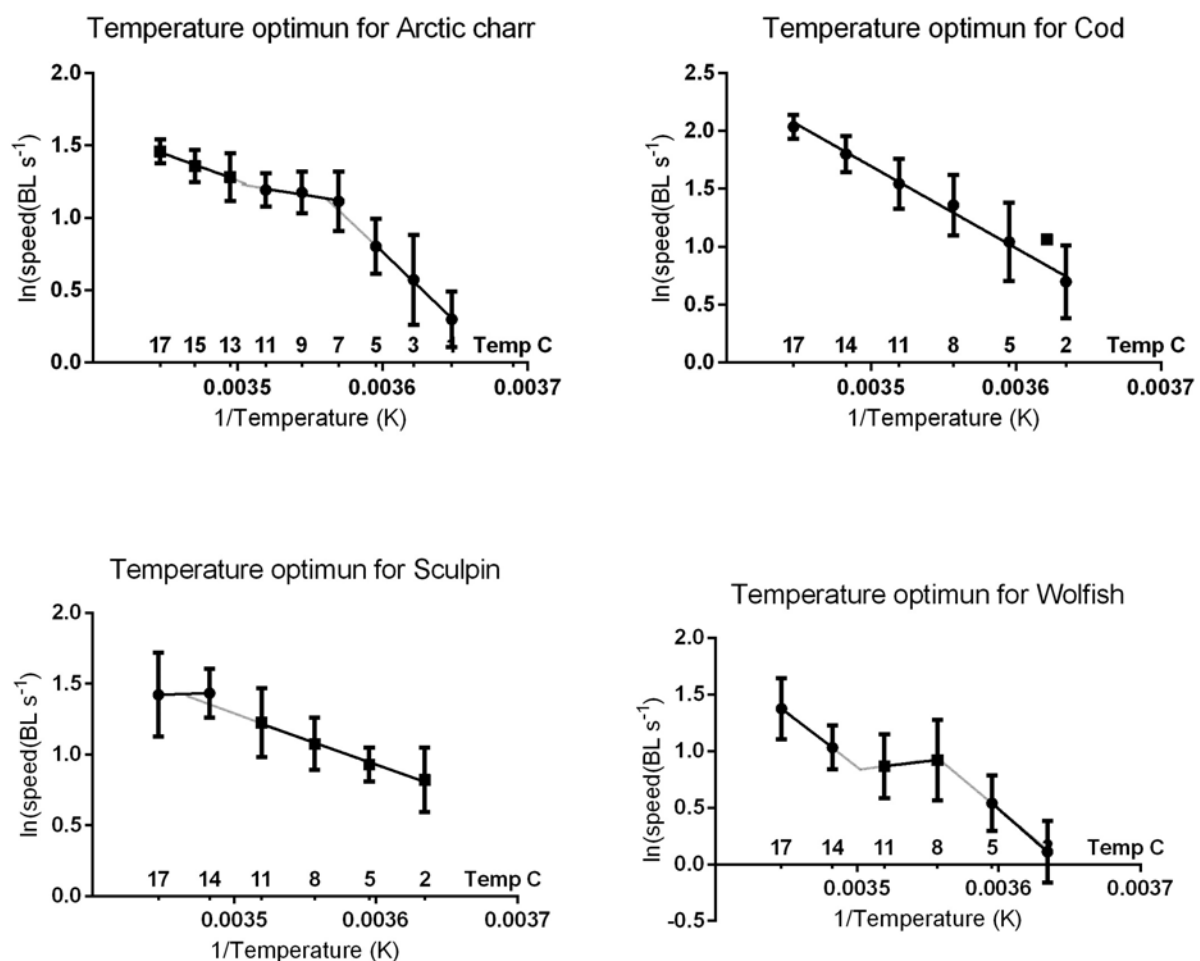 Temperature optimun for Arctic charr
2.0
1.5
1.0
0.5
0.0
ln(speed(BL s⁻¹)
17 15 13 11 9 7 5 3 Temp C
0.0035 0.0036 0.0037
1/Temperature (K)
Temperature optimun for Cod
2.5
2.0
1.5
1.0
0.5
0.0
ln(speed(BL s⁻¹)
17 14 11 8 5 2 Temp C
0.0035 0.0036 0.0037
1/Temperature (K)
Temperature optimun for Sculpin
2.0
1.5
1.0
0.5
0.0
ln(speed(BL s⁻¹)
17 14 11 8 5 2 Temp C
0.0035 0.0036 0.0037
1/Temperature (K)
Temperature optimun for Wolfish
2.0
1.5
1.0
0.5
0.0
-0.5
ln(speed(BL s⁻¹)
17 14 11 8 5 Temp C
0.0035 0.0036 0.0037
1/Temperature (K)